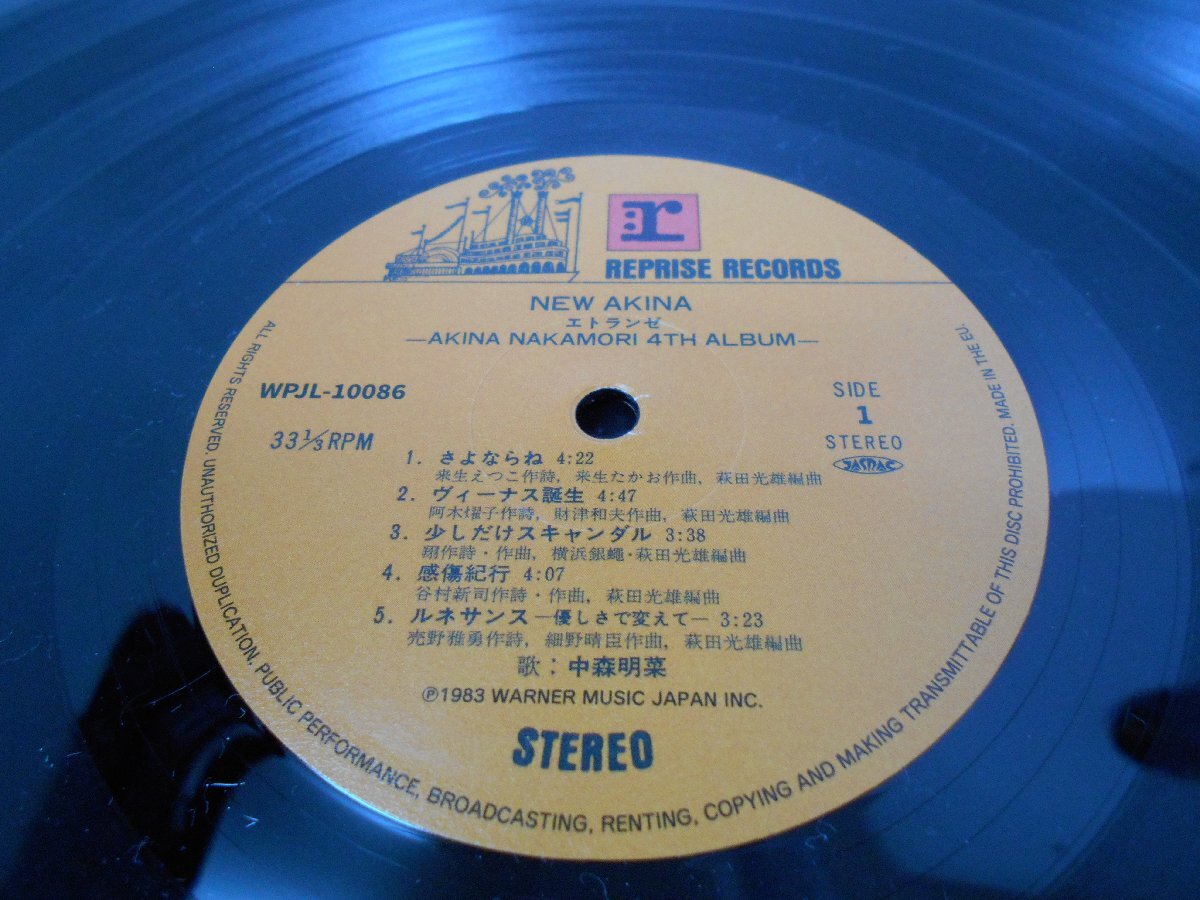 r
REPRISE RECORDS
NEW AKINA
エトランゼ
—AKINA NAKAMORI 4TH ALBUM—
WPJL-10086
33⅓ RPM
SIDE
1
STEREO
JASRAC
1. さよならね 4:22
来生えつこ作詩, 来生たかお作曲, 萩田光雄編曲
2. ヴィーナス誕生 4:47
阿木燿子作詩, 財津和夫作曲, 萩田光雄編曲
3. 少しだけスキャンダル 3:38
翔作詩・作曲, 横浜銀蠅・萩田光雄編曲
4. 感傷紀行 4:07
谷村新司作詩・作曲, 萩田光雄編曲
5. ルネサンス—優しさで変えて— 3:23
売野雅勇作詩, 細野晴臣作曲, 萩田光雄編曲
歌：中森明菜
℗1983 WARNER MUSIC JAPAN INC.
STEREO
ALL RIGHTS RESERVED. UNAUTHORIZED DUPLICATION, PUBLIC PERFORMANCE, BROADCASTING, RENTING, COPYING AND MAKING TRANSMITTABLE OF THIS DISC PROHIBITED. MADE IN THE EU.